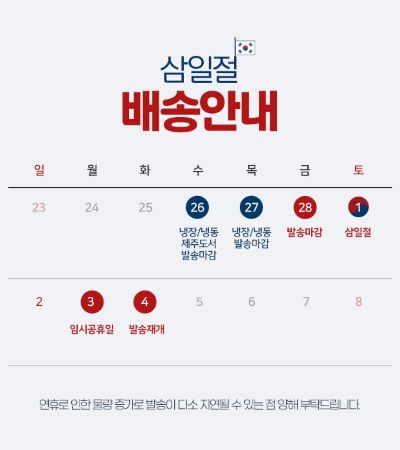 삼일절
배송안내
일 월 화 수 목 금 토
23 24 25 26 27 28 1
냉장/냉동 냉장/냉동 발송마감 삼일절
제주도서 발송마감
발송마감
2 3 4 5 6 7 8
임시공휴일 발송재개
연휴로 인한 물량 증가로 발송이 다소 지연될 수 있는 점 양해 부탁드립니다.